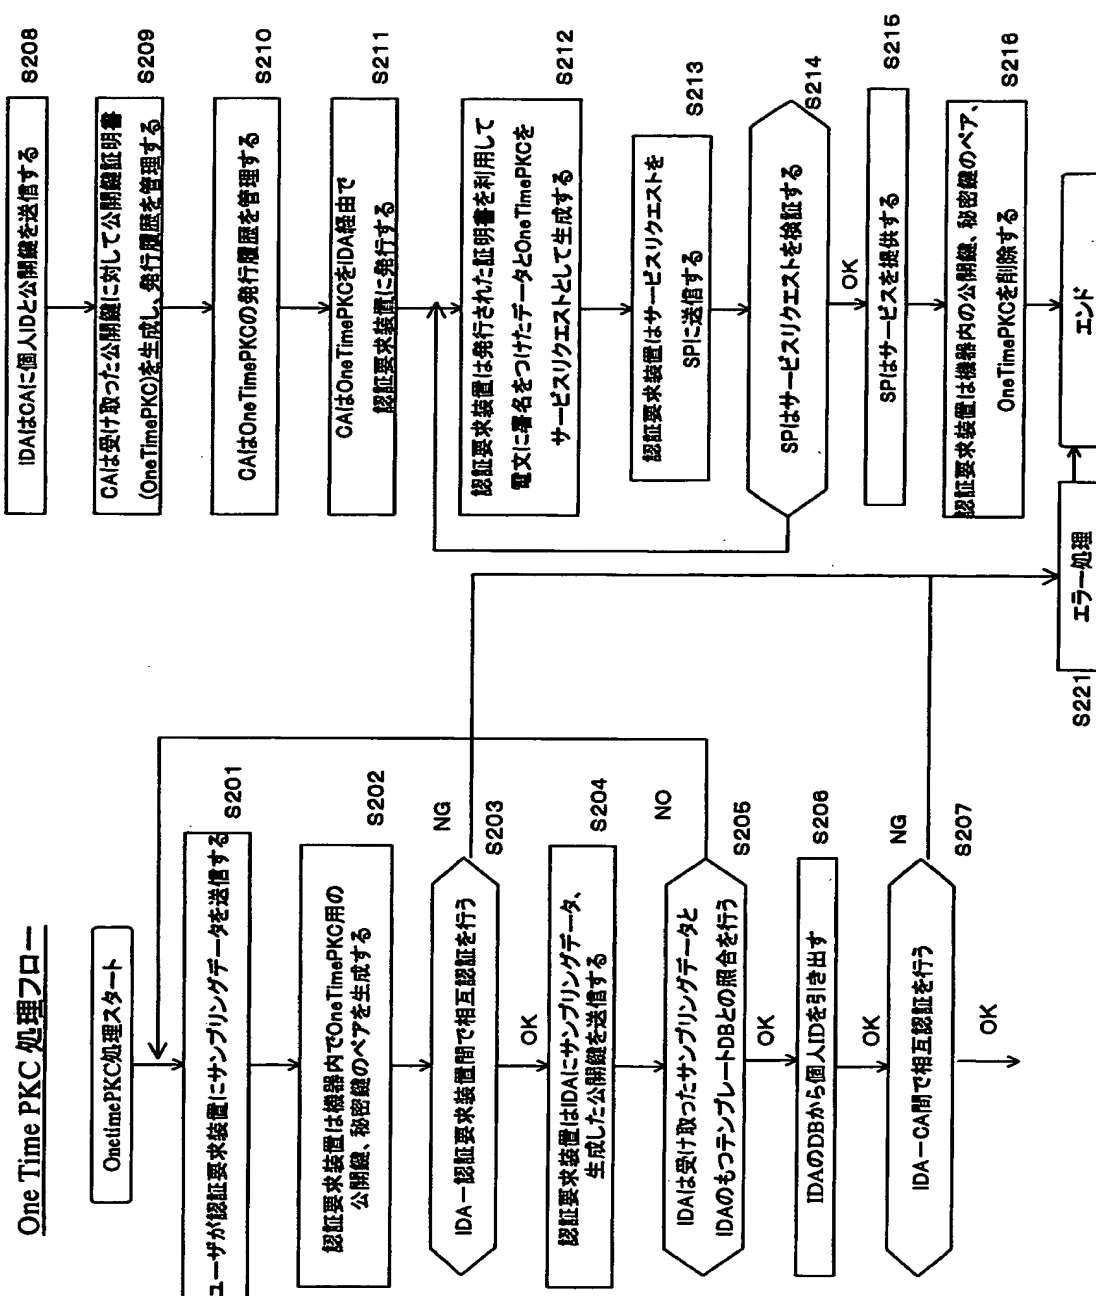 One Time PKC 処理フロー
OnetimePKC処理スタート
ユーザが認証要求装置にサンプリングデータを送信する
S201
認証要求装置は機器内でOneTimePKC用の
公開鍵、秘密鍵のペアを生成する
S202
IDA－認証要求装置間で相互認証を行う
NG
S203
OK
認証要求装置はIDAにサンプリングデータ、
生成した公開鍵を送信する
S204
IDAは受け取ったサンプリングデータと
IDAのもつテンプレートDBとの照合を行う
NO
S205
OK
IDAのDBから個人IDを引き出す
S206
OK
IDA－CA間で相互認証を行う
NG
S207
OK
IDAはCAに個人IDと公開鍵を送信する
S208
CAは受け取った公開鍵に対して公開鍵証明書
(OneTimePKC)を生成し、発行履歴を管理する
S209
CAはOneTimePKCの発行履歴を管理する
S210
CAはOneTimePKCをIDA経由で
認証要求装置に発行する
S211
認証要求装置は発行された証明書を利用して
電文に署名をつけたデータとOneTimePKCを
サービスリクエストとして生成する
S212
認証要求装置はサービスリクエストを
SPに送信する
S213
SPはサービスリクエストを検証する
S214
OK
SPはサービスを提供する
S215
認証要求装置は機器内の公開鍵、秘密鍵のペア、
OneTimePKCを削除する
S216
エラー処理
S221
エンド